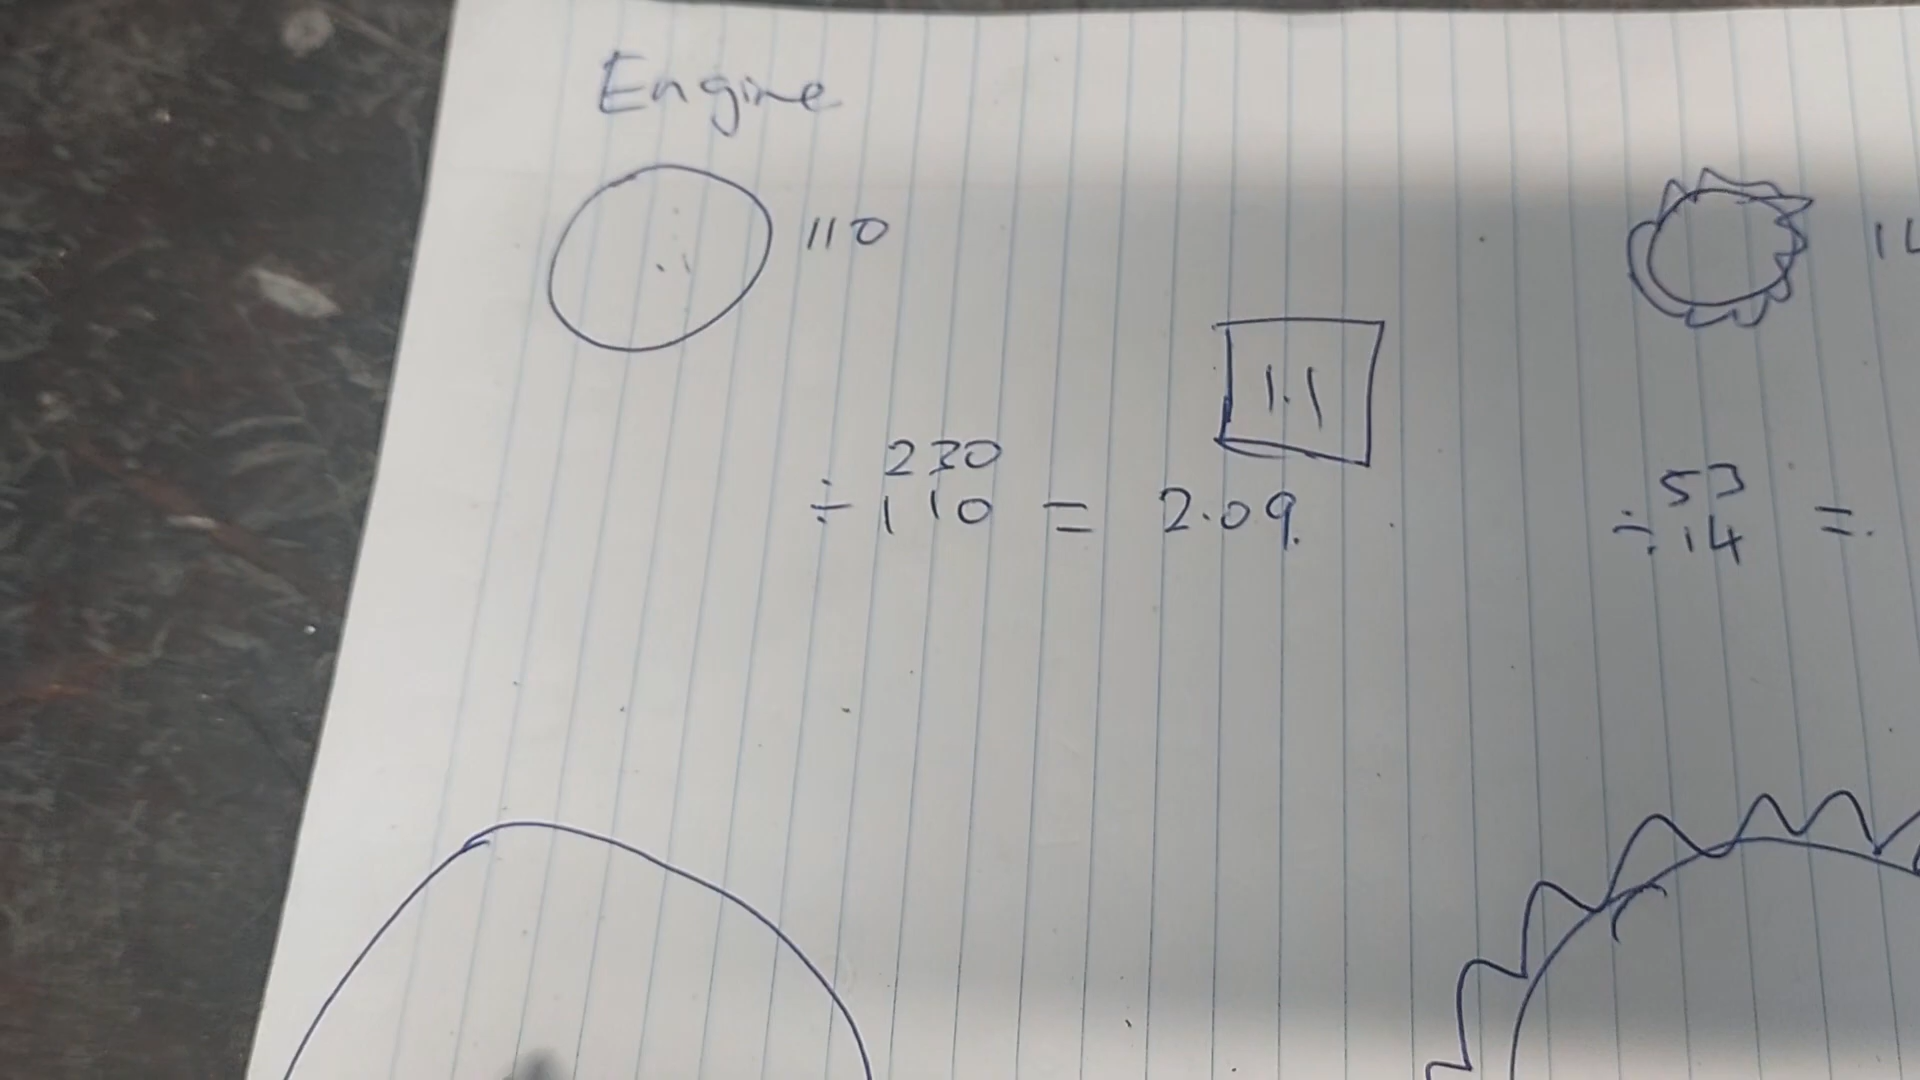 Engine
110
1.1
230
÷ 110 = 2.09.
53
÷ 14 =